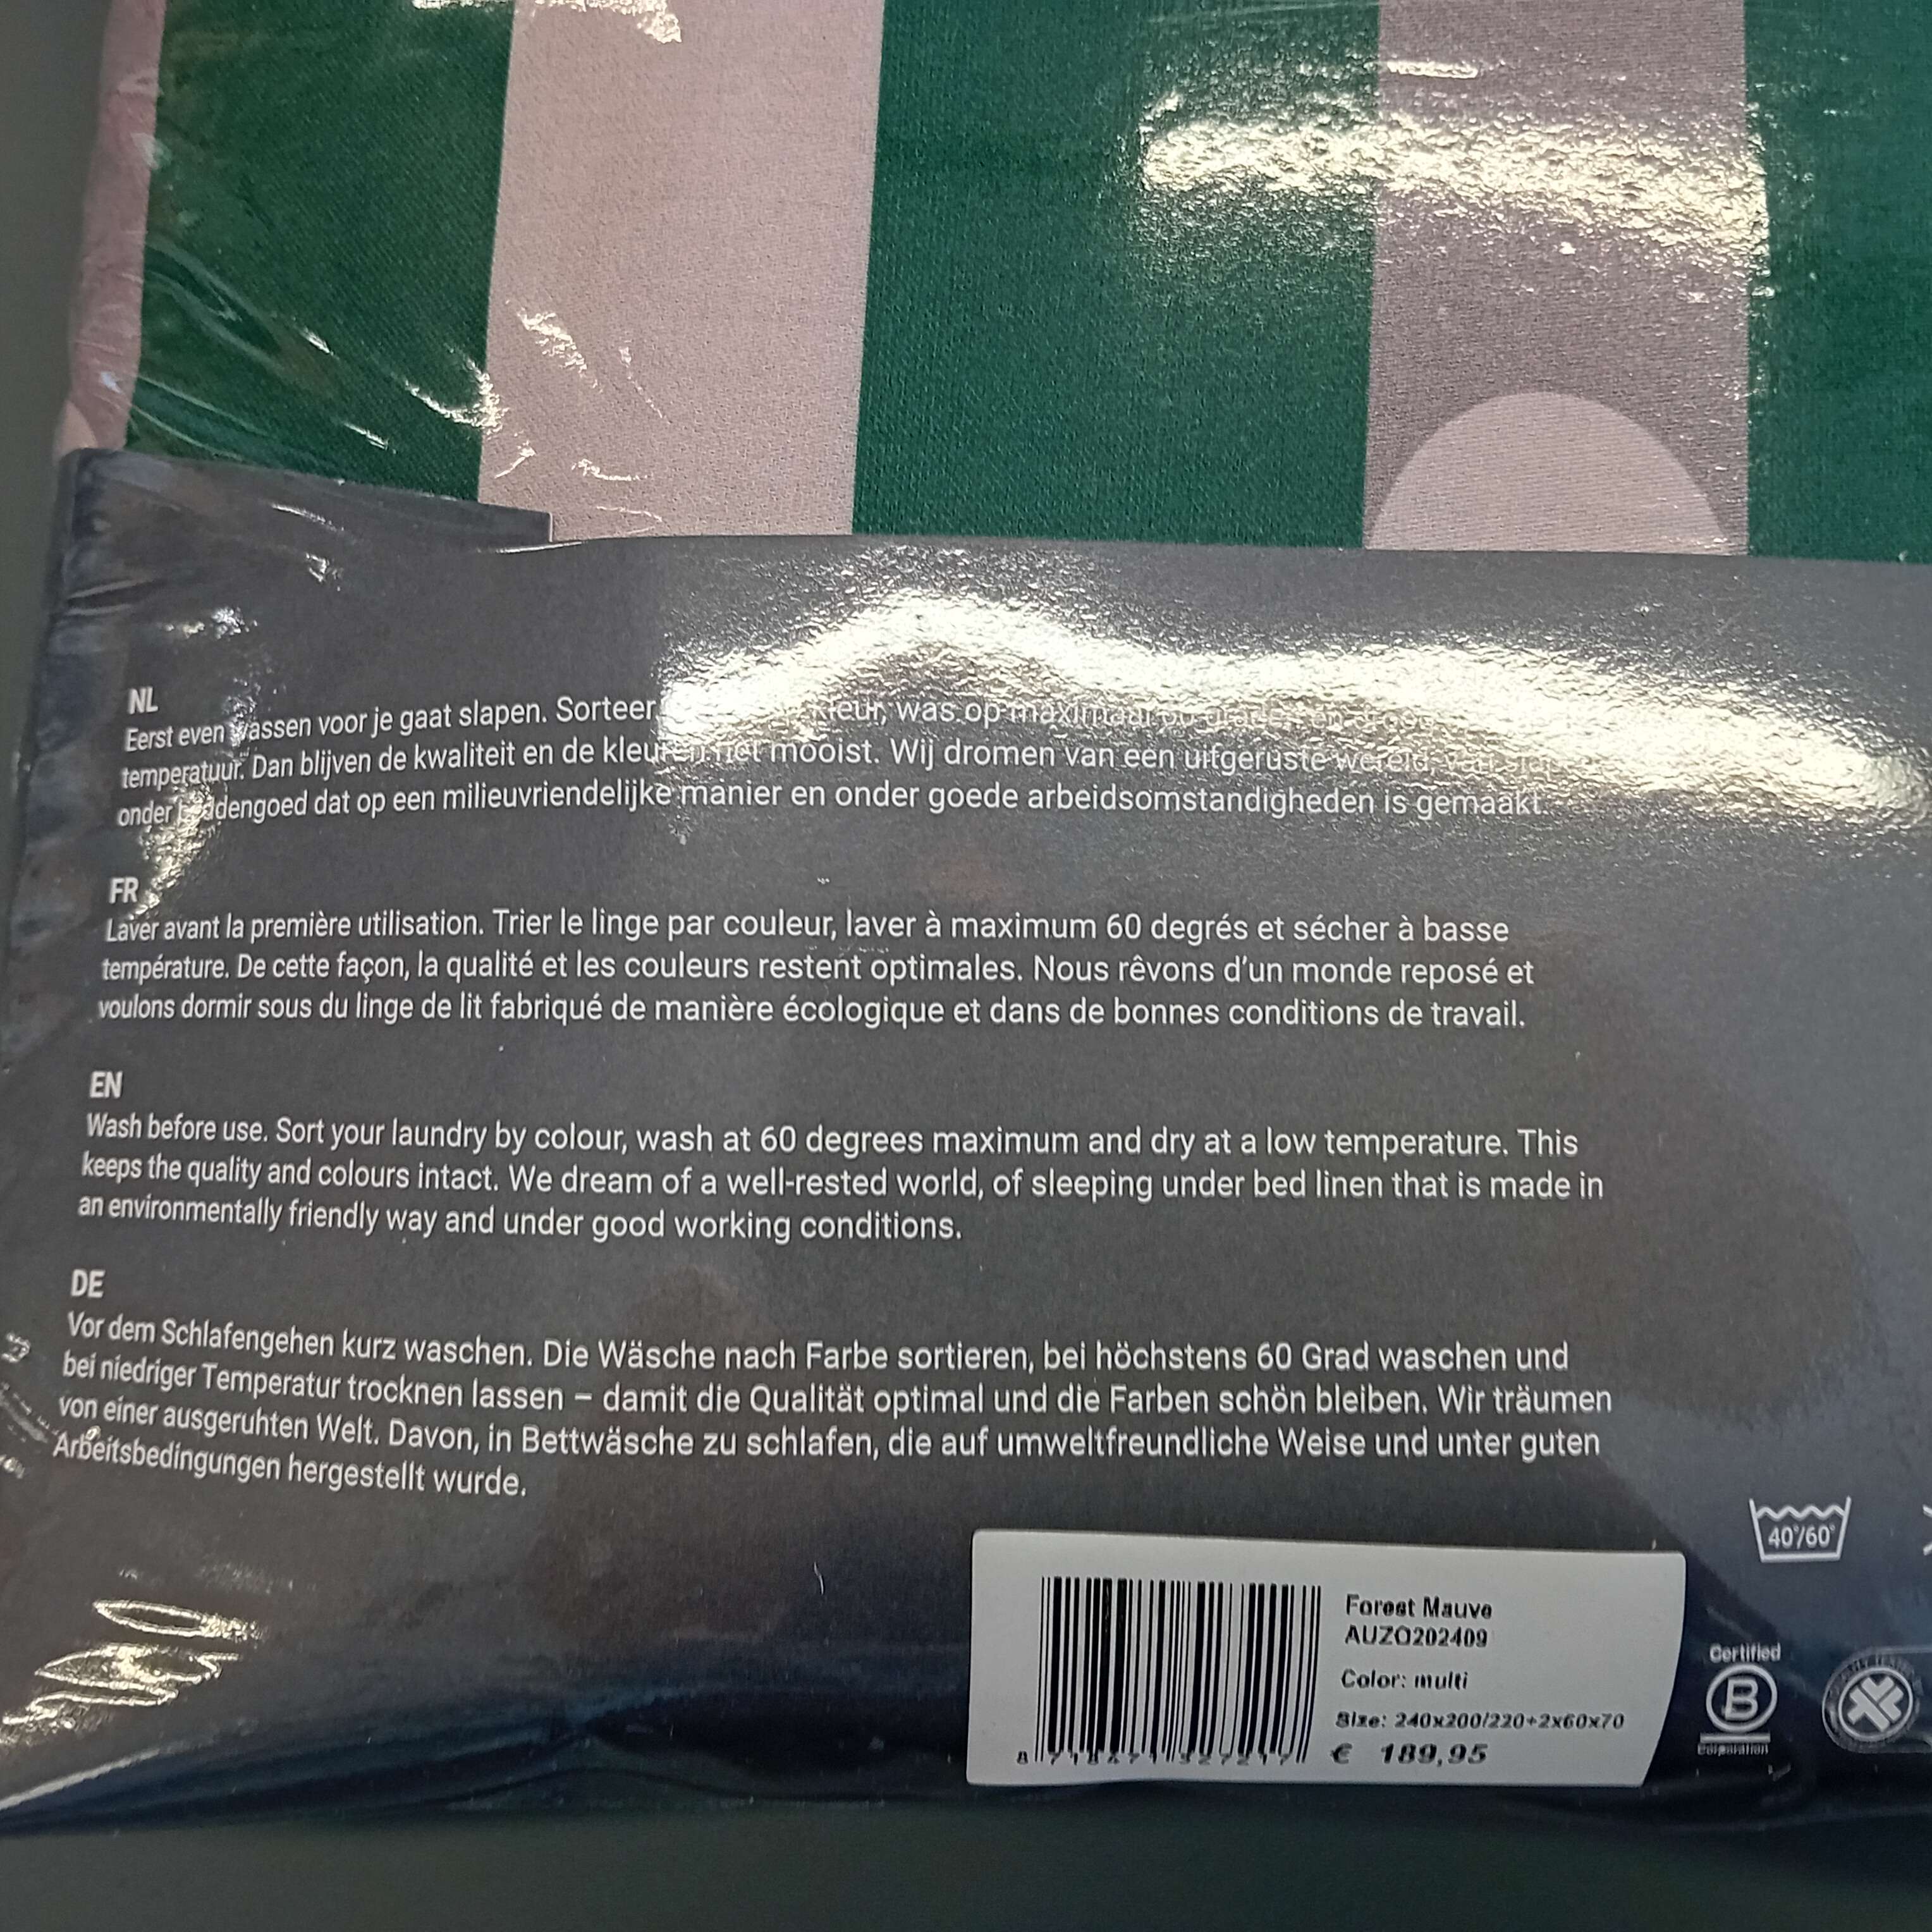 NL
Eerst even wassen voor je gaat slapen. Sorteer kleur, was op maximaal 60 graden en
temperatuur. Dan blijven de kwaliteit en de kleuren het mooist. Wij dromen van een uitgeruste wereld, van
onder beddengoed dat op een milieuvriendelijke manier en onder goede arbeidsomstandigheden is gemaakt.
FR
Laver avant la première utilisation. Trier le linge par couleur, laver à maximum 60 degrés et sécher à basse
température. De cette façon, la qualité et les couleurs restent optimales. Nous rêvons d'un monde reposé et
voulons dormir sous du linge de lit fabriqué de manière écologique et dans de bonnes conditions de travail.
EN
Wash before use. Sort your laundry by colour, wash at 60 degrees maximum and dry at a low temperature. This
keeps the quality and colours intact. We dream of a well-rested world, of sleeping under bed linen that is made in
an environmentally friendly way and under good working conditions.
DE
Vor dem Schlafengehen kurz waschen. Die Wäsche nach Farbe sortieren, bei höchstens 60 Grad waschen und
bei niedriger Temperatur trocknen lassen – damit die Qualität optimal und die Farben schön bleiben. Wir träumen
von einer ausgeruhten Welt. Davon, in Bettwäsche zu schlafen, die auf umweltfreundliche Weise und unter guten
Arbeitsbedingungen hergestellt wurde.
40°/60°
Forest Mauve
AUZO202409
Color: multi
Size: 240x200/220+2x60x70
€ 189,95
Certified
B
Corporation